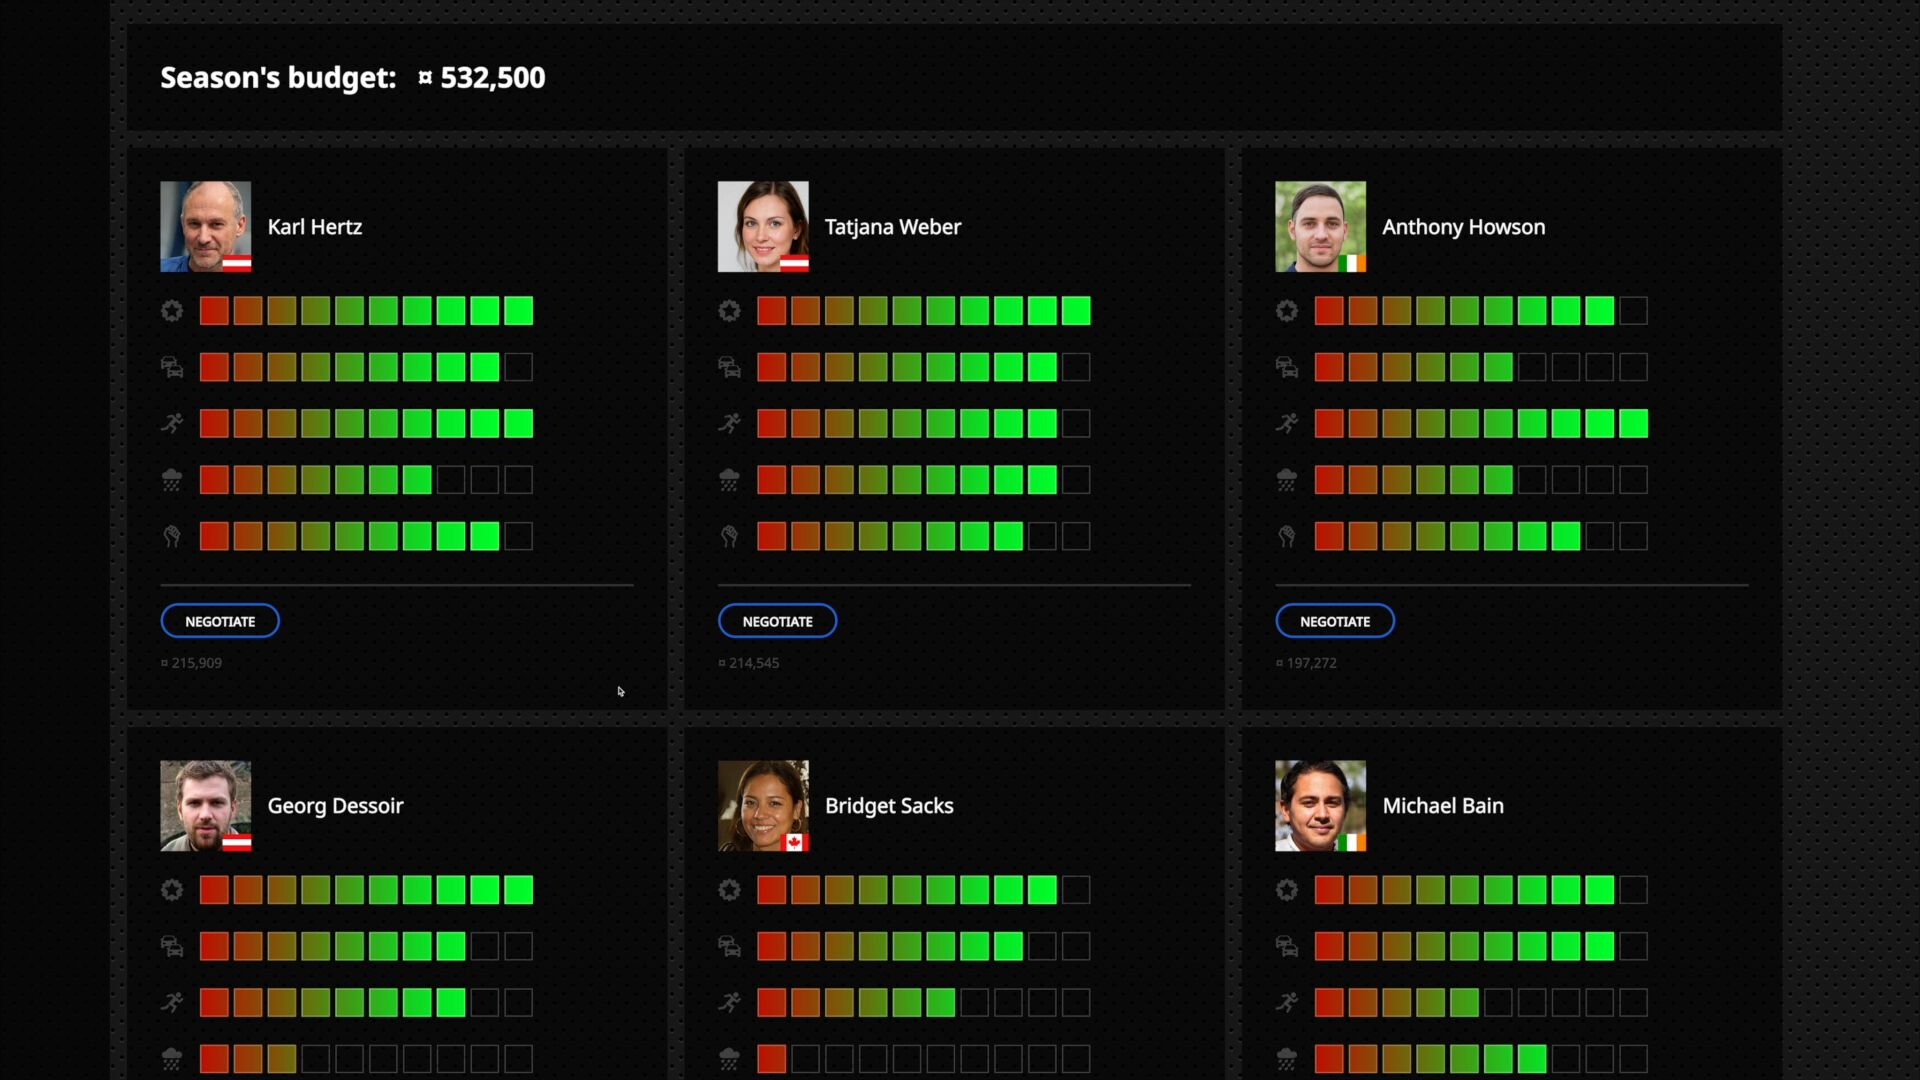 Season's budget: ¤ 532,500
Karl Hertz
Tatjana Weber
Anthony Howson
NEGOTIATE
NEGOTIATE
NEGOTIATE
¤ 215,909
¤ 214,545
¤ 197,272
Georg Dessoir
Bridget Sacks
Michael Bain